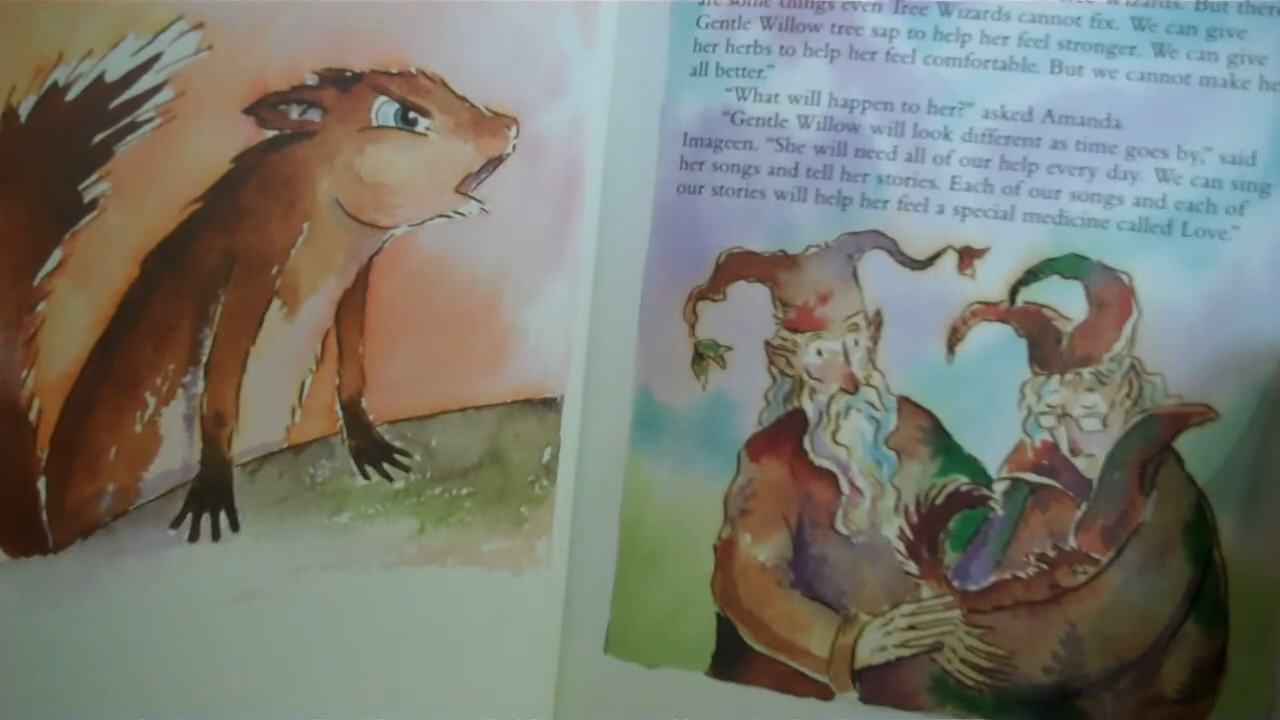 are some things even Tree Wizards cannot fix. We can give
Gentle Willow tree sap to help her feel stronger. We can give
her herbs to help her feel comfortable. But we cannot make
all better."
"What will happen to her?" asked Amanda.
"Gentle Willow will look different as time goes by," said
Imageen. "She will need all of our help every day. We can sing
her songs and tell her stories. Each of our songs and each of
our stories will help her feel a special medicine called Love."